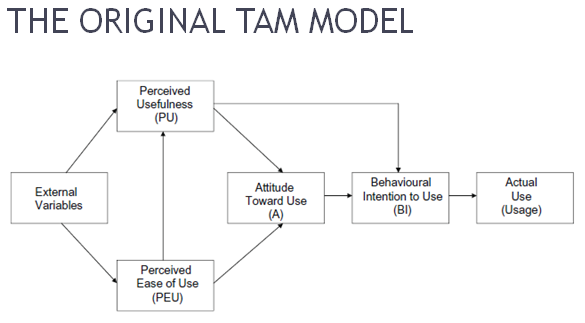 THE ORIGINAL TAM MODEL
Perceived
Usefulness
(PU)
External
Variables
Attitude
Toward Use
(A)
Behavioural
Intention to Use
(BI)
Actual
Use
(Usage)
Perceived
Ease of Use
(PEU)